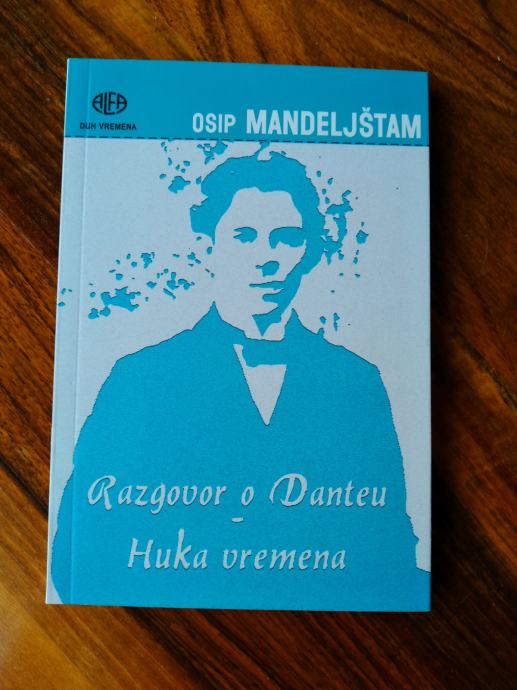 ALFA
DUH VREMENA
OSIP MANDELJŠTAM
Razgovor o Danteu
-
Huka vremena